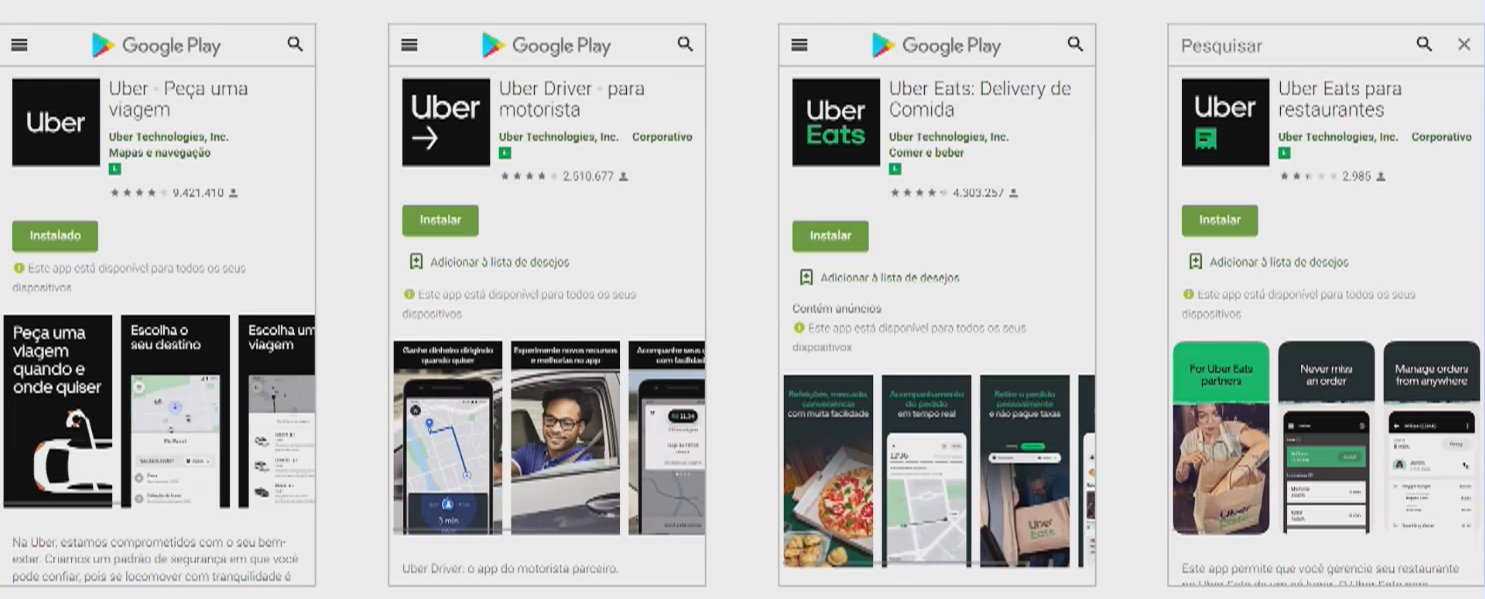 Google Play
Uber
Uber - Peça uma
viagem
Uber Technologies, Inc.
Mapas e navegação
L
9.421.410
Instalado
Este app está disponível para todos os seus
dispositivos
Peça uma
viagem
quando e
onde quiser
Escolha o
seu destino
Escolha um
viagem
Na Uber, estamos comprometidos com o seu bem-
estar. Criamos um padrão de segurança em que você
pode confiar, pois se locomover com tranquilidade é
Google Play
Uber
Uber Driver - para
motorista
Uber Technologies, Inc. Corporativo
L
2.510.677
Instalar
Adicionar à lista de desejos
Este app está disponível para todos os seus
dispositivos
Ganhe dinheiro dirigindo
quando quiser
3 min
Experimente novos recursos
e melhorias no app
Acompanhe seus g
com facilidad
R$ 11,34
Uber Driver: o app do motorista parceiro.
Google Play
Uber
Eats
Uber Eats: Delivery de
Comida
Uber Technologies, Inc.
Comer e beber
L
4.303.257
Instalar
Adicionar à lista de desejos
Contém anúncios
Este app está disponível para todos os seus
dispositivos
Refeições, mercado,
conveniências
com muita facilidade
Acompanhamento
do pedido
em tempo real
12:36
Retire o pedido
pessoalmente
e não pague taxas
Uber
Eats
Pesquisar
Uber
Uber Eats para
restaurantes
Uber Technologies, Inc. Corporativo
L
2.985
Instalar
Adicionar à lista de desejos
Este app está disponível para todos os seus
dispositivos
For Uber Eats
partners
Uber
Eats
Never miss
an order
Manage orders
from anywhere
Este app permite que você gerencie seu restaurante